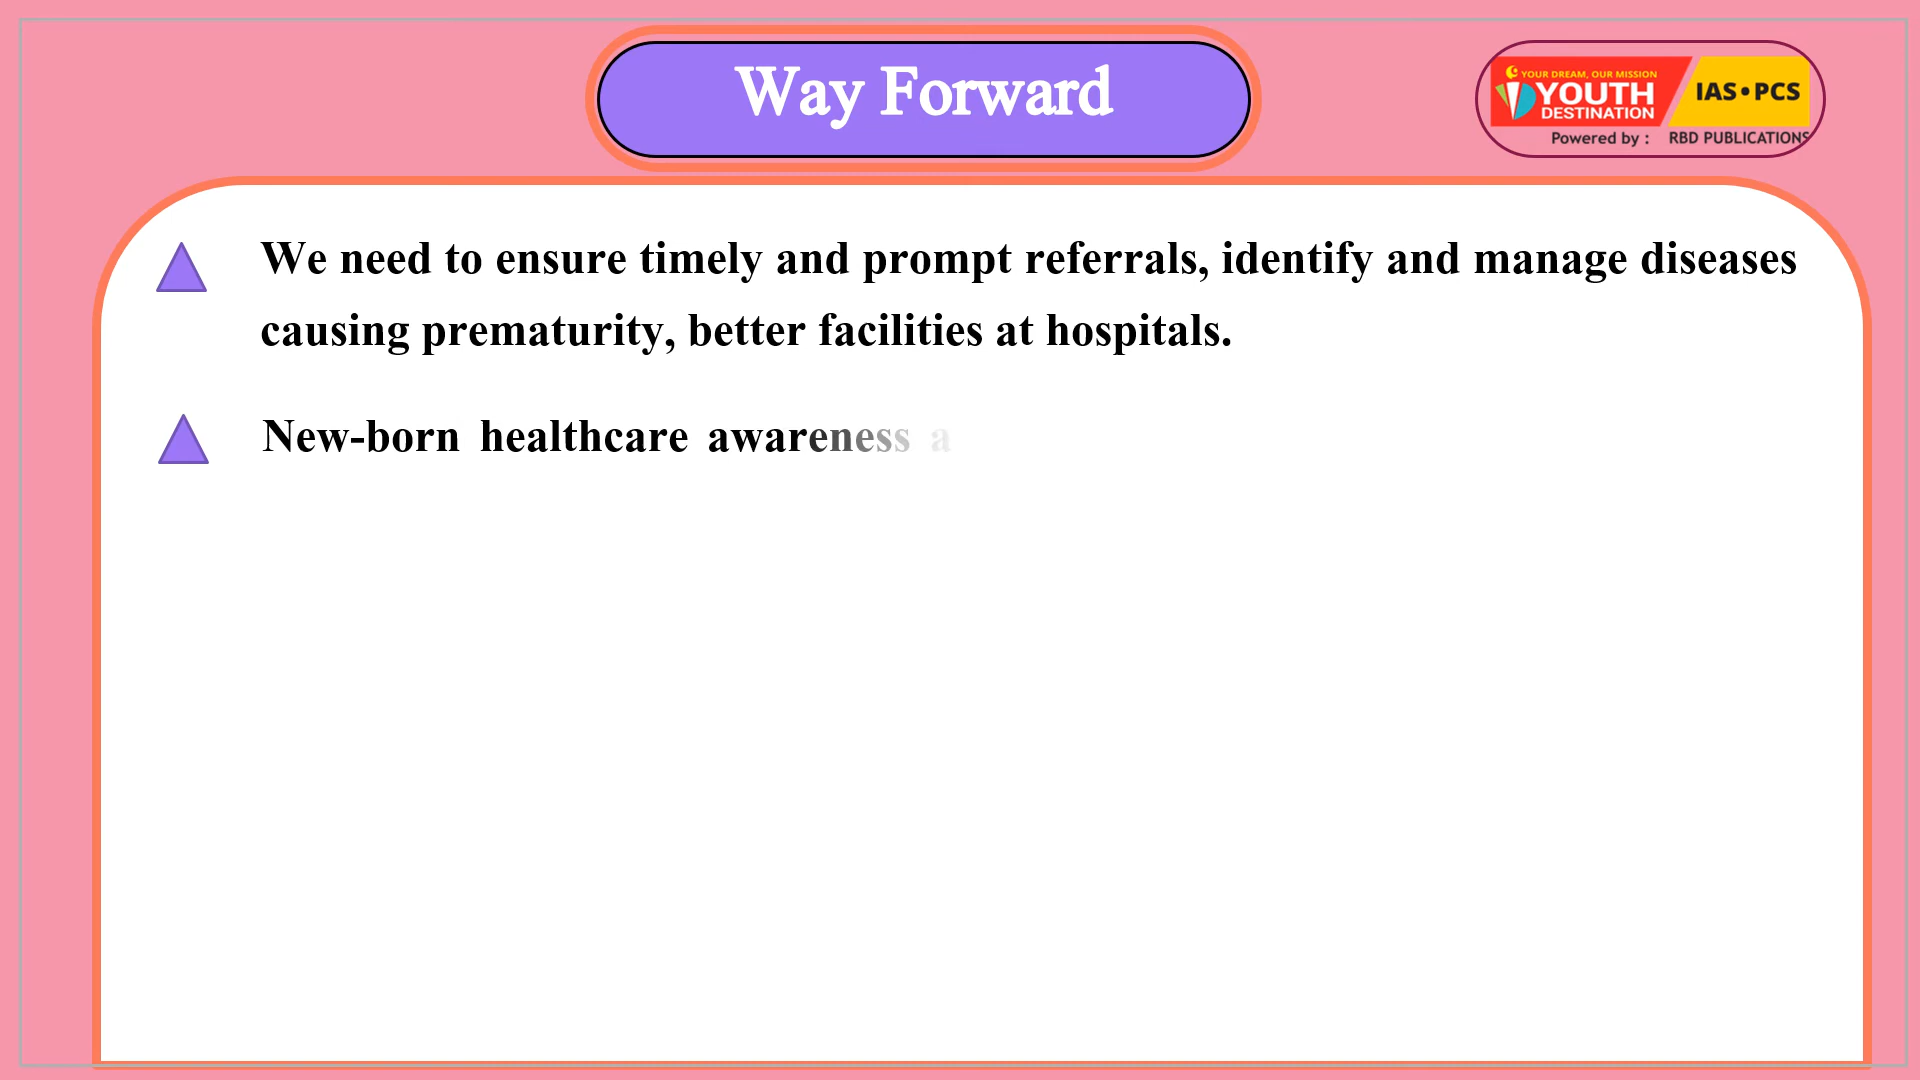 Way Forward
YOUR DREAM, OUR MISSION
YOUTH
DESTINATION
IAS•PCS
Powered by : RBD PUBLICATIONS
We need to ensure timely and prompt referrals, identify and manage diseases
causing prematurity, better facilities at hospitals.
New-born healthcare awareness a